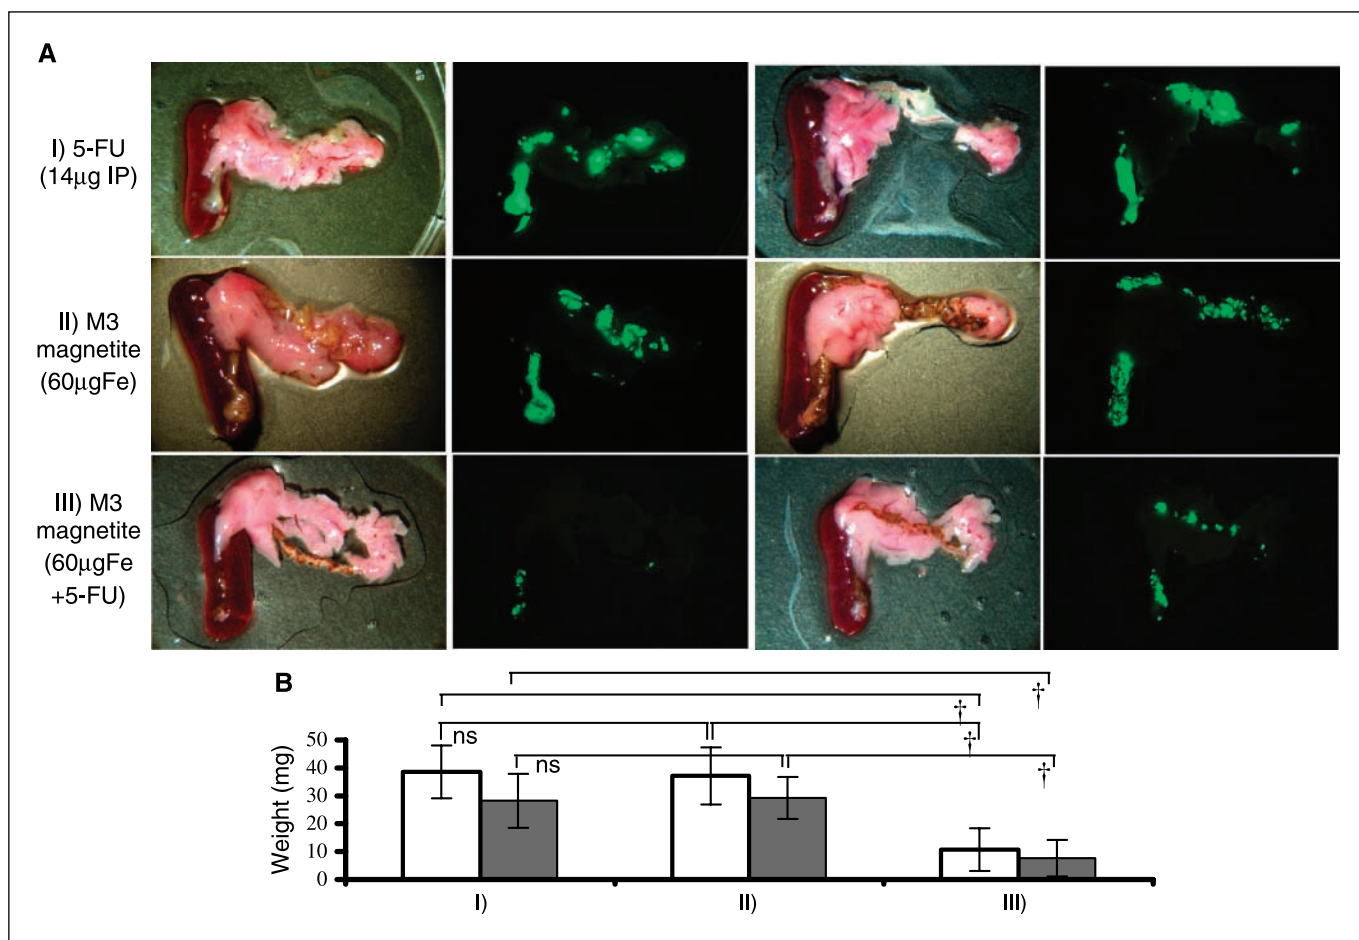 A
I) 5-FU
(14μg IP)
II) M3
magnetite
(60μgFe)
III) M3
magnetite
(60μgFe
+5-FU)
B
†
†
ns
†
ns
†
50
40
30
20
10
0
Weight (mg)
I)
II)
III)